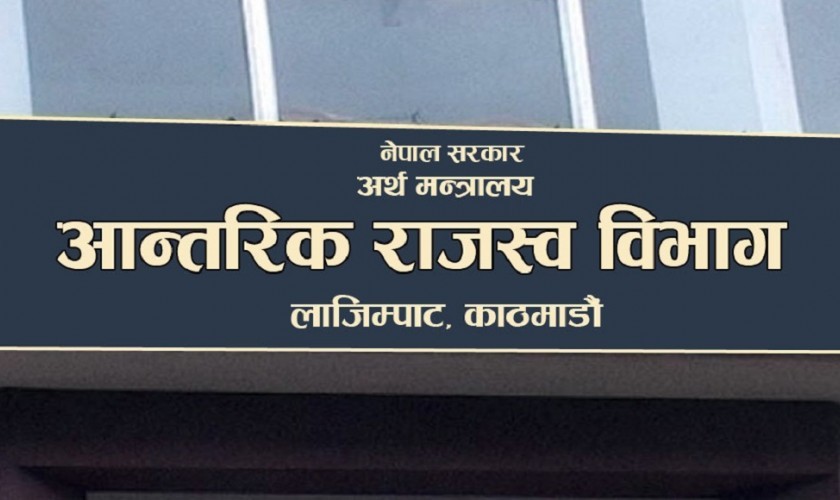 नेपाल सरकार
अर्थ मन्त्रालय
आन्तरिक राजस्व विभाग
लाजिम्पाट, काठमाडौं